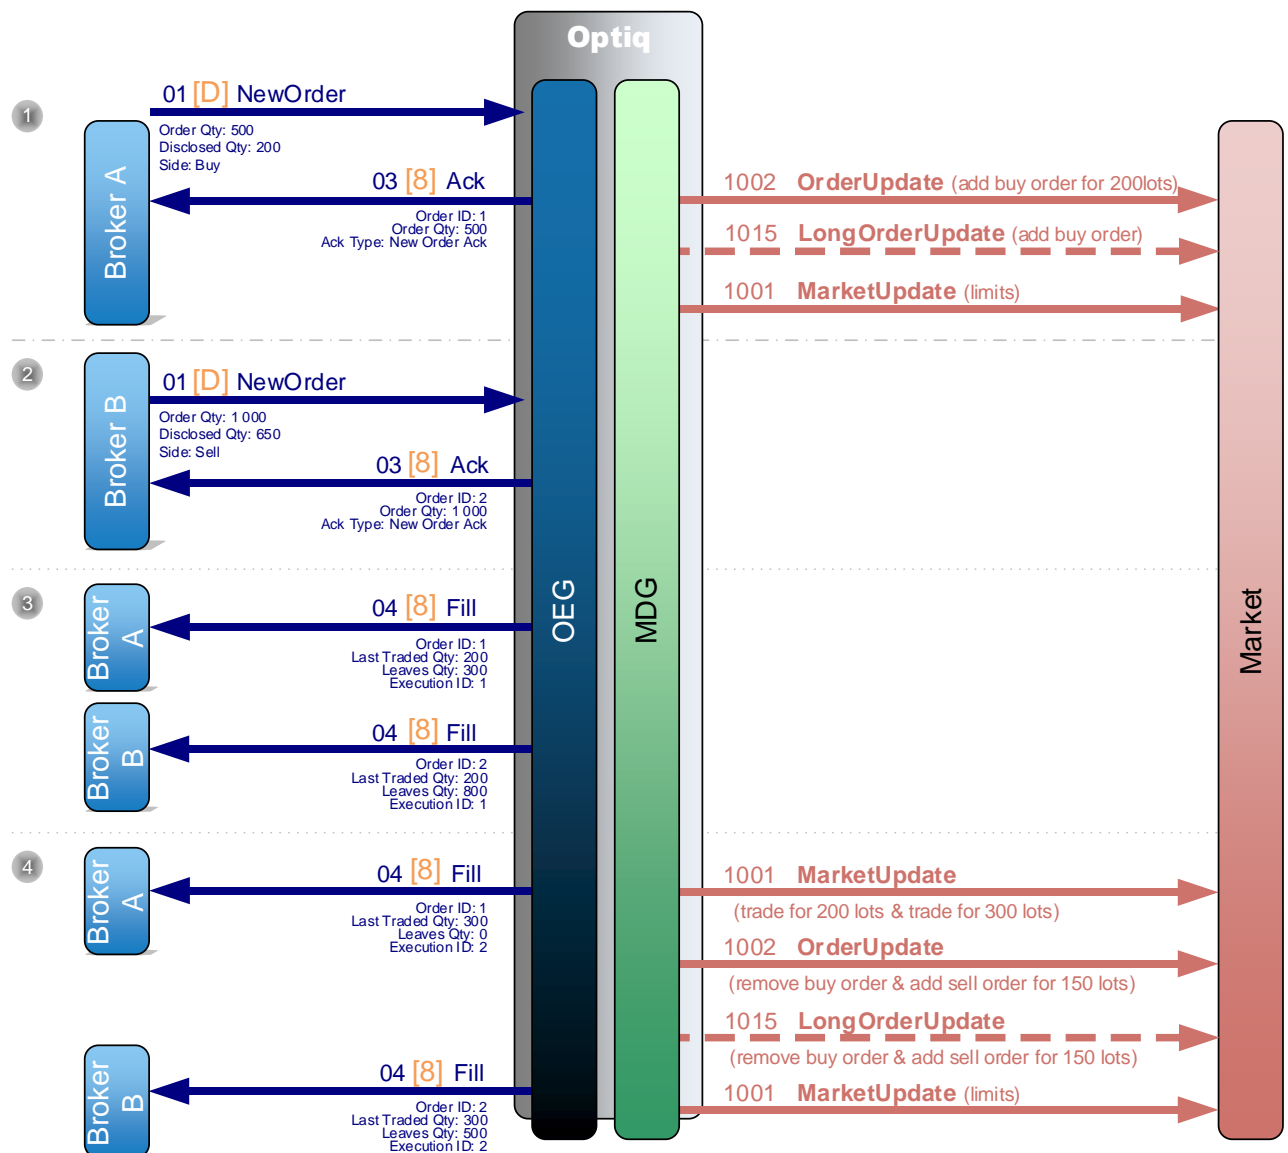 Optiq
1
01 [D] NewOrder
Order Qty: 500
Disclosed Qty: 200
Side: Buy
Broker A
03 [8] Ack
Order ID: 1
Order Qty: 500
Ack Type: New Order Ack
1002 OrderUpdate (add buy order for 200lots)
1015 LongOrderUpdate (add buy order)
1001 MarketUpdate (limits)
2
01 [D] NewOrder
Order Qty: 1 000
Disclosed Qty: 650
Side: Sell
Broker B
03 [8] Ack
Order ID: 2
Order Qty: 1 000
Ack Type: New Order Ack
OEG
MDG
Market
3
Broker
A
04 [8] Fill
Order ID: 1
Last Traded Qty: 200
Leaves Qty: 300
Execution ID: 1
Broker
B
04 [8] Fill
Order ID: 2
Last Traded Qty: 200
Leaves Qty: 800
Execution ID: 1
4
Broker
A
04 [8] Fill
Order ID: 1
Last Traded Qty: 300
Leaves Qty: 0
Execution ID: 2
1001 MarketUpdate
(trade for 200 lots & trade for 300 lots)
1002 OrderUpdate
(remove buy order & add sell order for 150 lots)
1015 LongOrderUpdate
(remove buy order & add sell order for 150 lots)
Broker
B
04 [8] Fill
Order ID: 2
Last Traded Qty: 300
Leaves Qty: 500
Execution ID: 2
1001 MarketUpdate (limits)